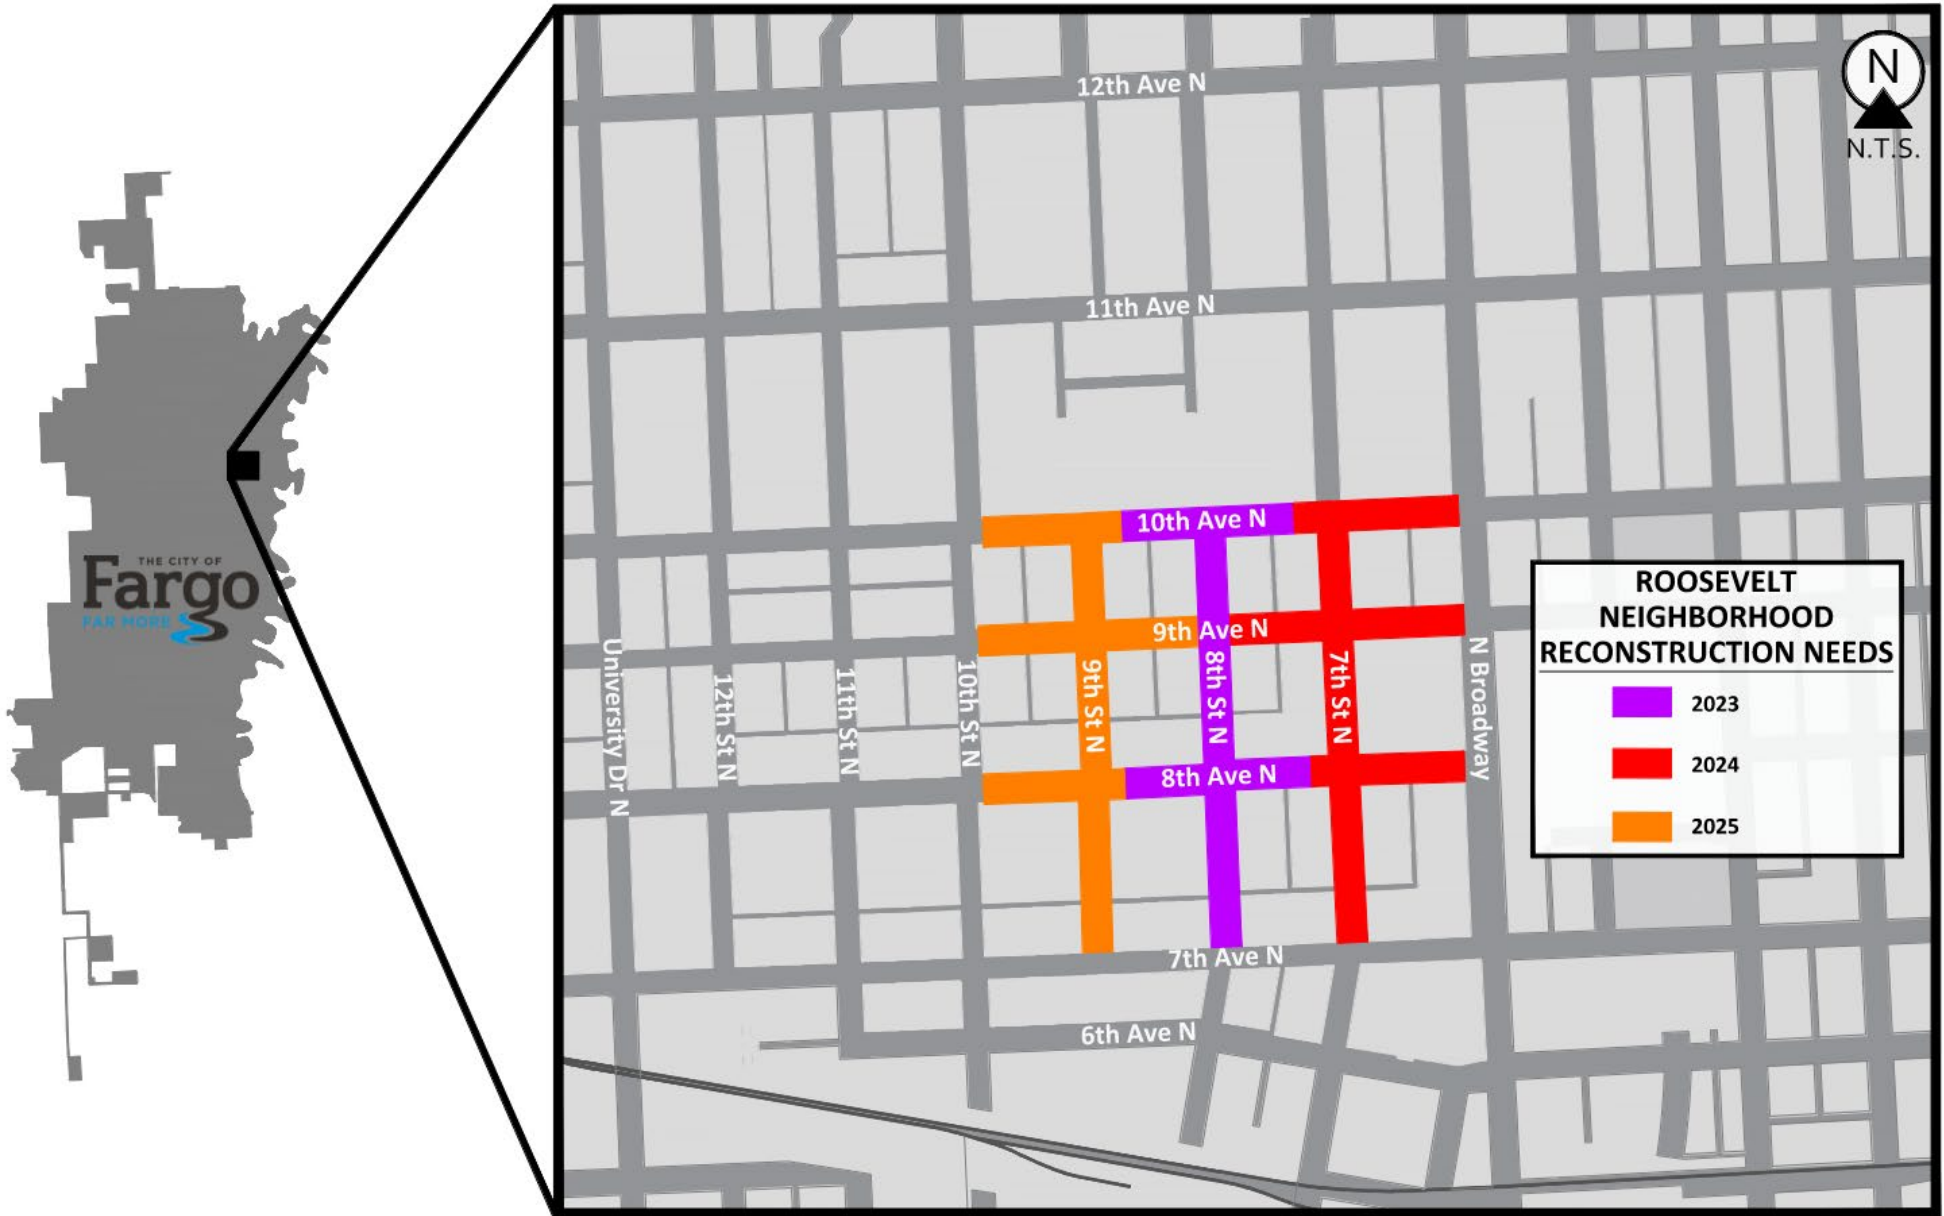 12th Ave N
N
N.T.S.
11th Ave N
10th Ave N
9th Ave N
THE CITY OF
Fargo
FAR MORE
University Dr N
12th St N
11th St N
10th St N
9th St N
8th St N
7th St N
N Broadway
8th Ave N
7th Ave N
6th Ave N
ROOSEVELT
NEIGHBORHOOD
RECONSTRUCTION NEEDS
2023
2024
2025